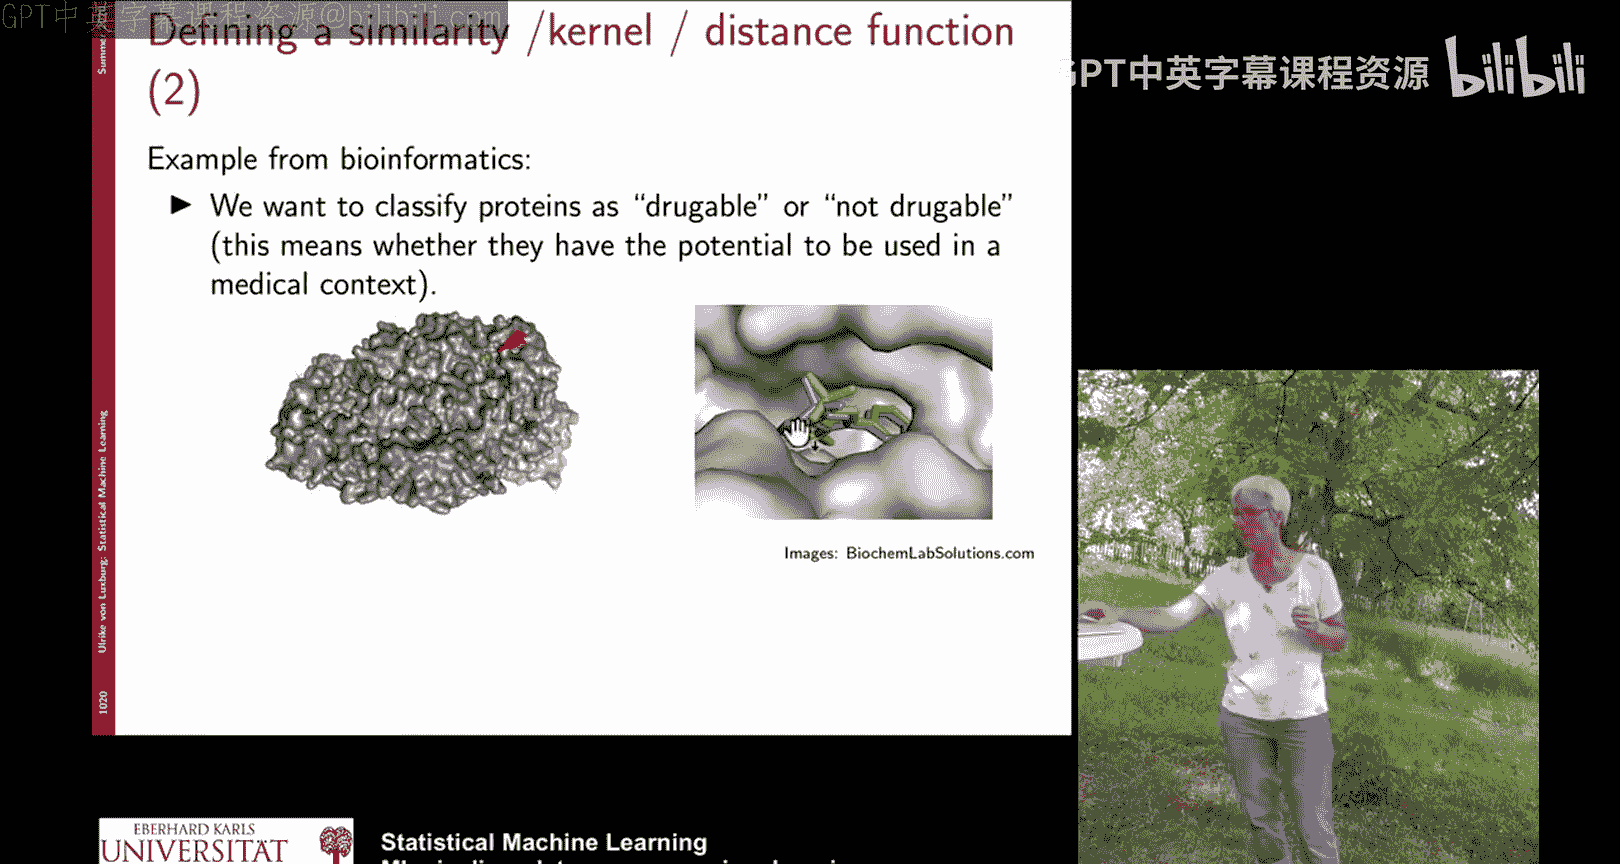 GPT中英字幕课程资源@bilibili.com
GPT中英字幕课程资源 bilibili
Defining a similarity /kernel / distance function
(2)
Example from bioinformatics:
We want to classify proteins as “drugable” or “not drugable”
(this means whether they have the potential to be used in a
medical context).
Images: BiochemLabSolutions.com
Ulrike von Luxburg: Statistical Machine Learning
1020
EBERHARD KARLS
UNIVERSITÄT
Statistical Machine Learning